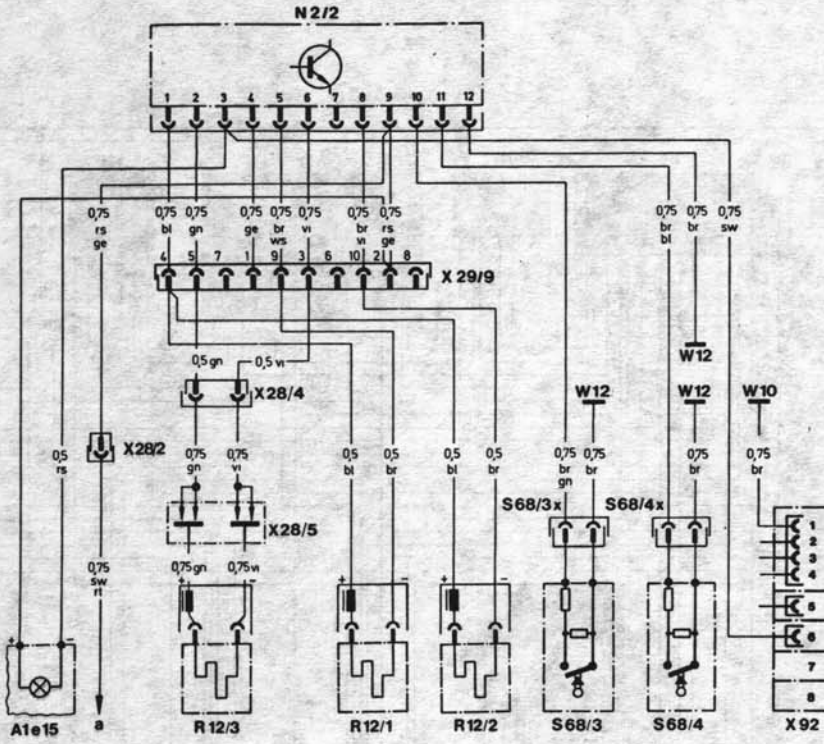 N 2/2
1 2 3 4 5 6 7 8 9 10 11 12
0,75 rs ge
0,75 bl
0,75 gn
0,75 ge
0,75 br ws
0,75 vi
0,75 br vi
0,75 rs ge
0,75 br bl
0,75 br
0,75 sw
4 5 7 1 9 3 6 10 2 8
X 29/9
W12
0,5 gn
0,5 vi
X28/4
W12
W12
W10
X28/2
0,5 rs
0,75 gn
0,75 vi
0,5 bl
0,5 br
0,5 bl
0,5 br
0,75 br gn
0,75 br
0,75 br
0,75 br
S68/3x
S68/4x
X28/5
1
2
3
4
5
6
7
8
0,75 sw rt
0,75 gn
0,75 vi
+ −
+ −
+ −
+ −
A1e15
a
R12/3
R12/1
R12/2
S68/3
S68/4
X 92